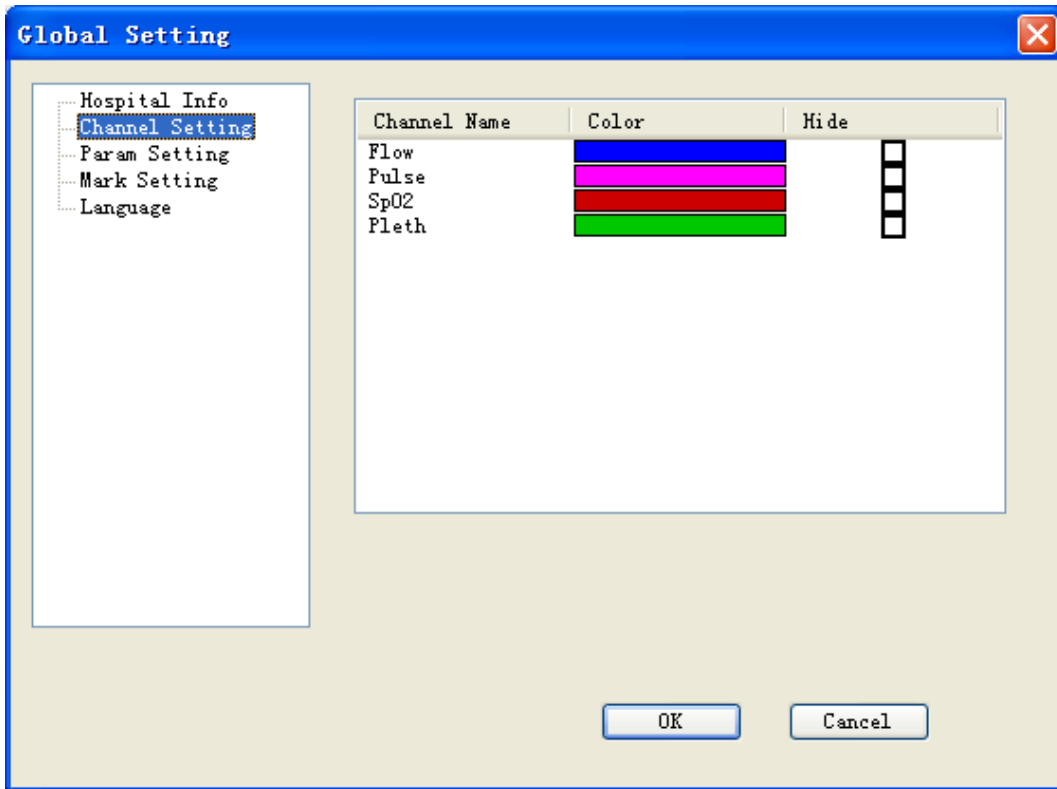 Global Setting
Hospital Info
Channel Setting
Param Setting
Mark Setting
Language
Channel Name Color Hide
Flow
Pulse
SpO2
Pleth
OK Cancel